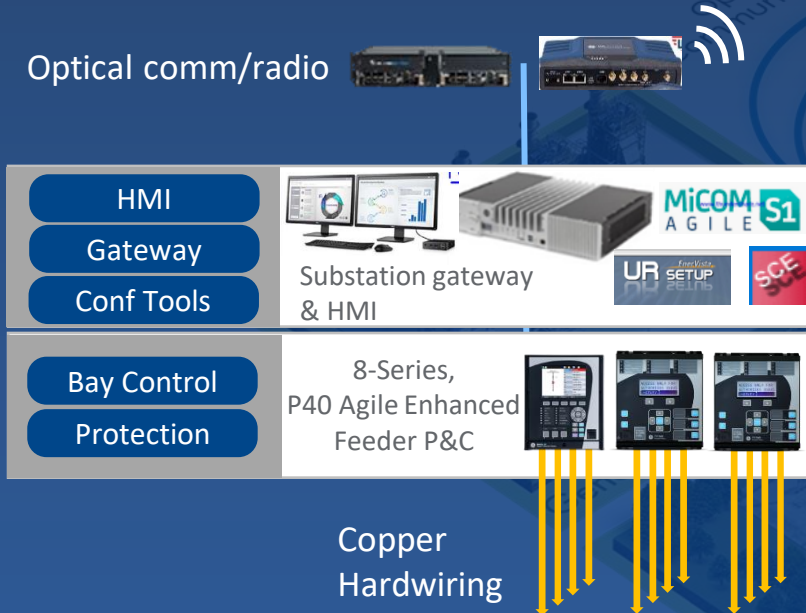 Optical comm/radio
HMI
Gateway
Conf Tools
Substation gateway
& HMI
MiCOM
AGILE
S1
UR SETUP
SCE
Bay Control
Protection
8-Series,
P40 Agile Enhanced
Feeder P&C
Copper
Hardwiring